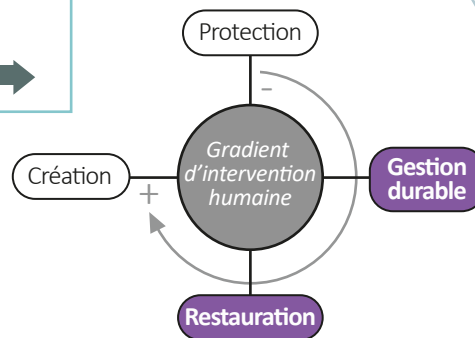 Protection
-
Gradient
d'intervention
humaine
Création
+
Gestion
durable
Restauration